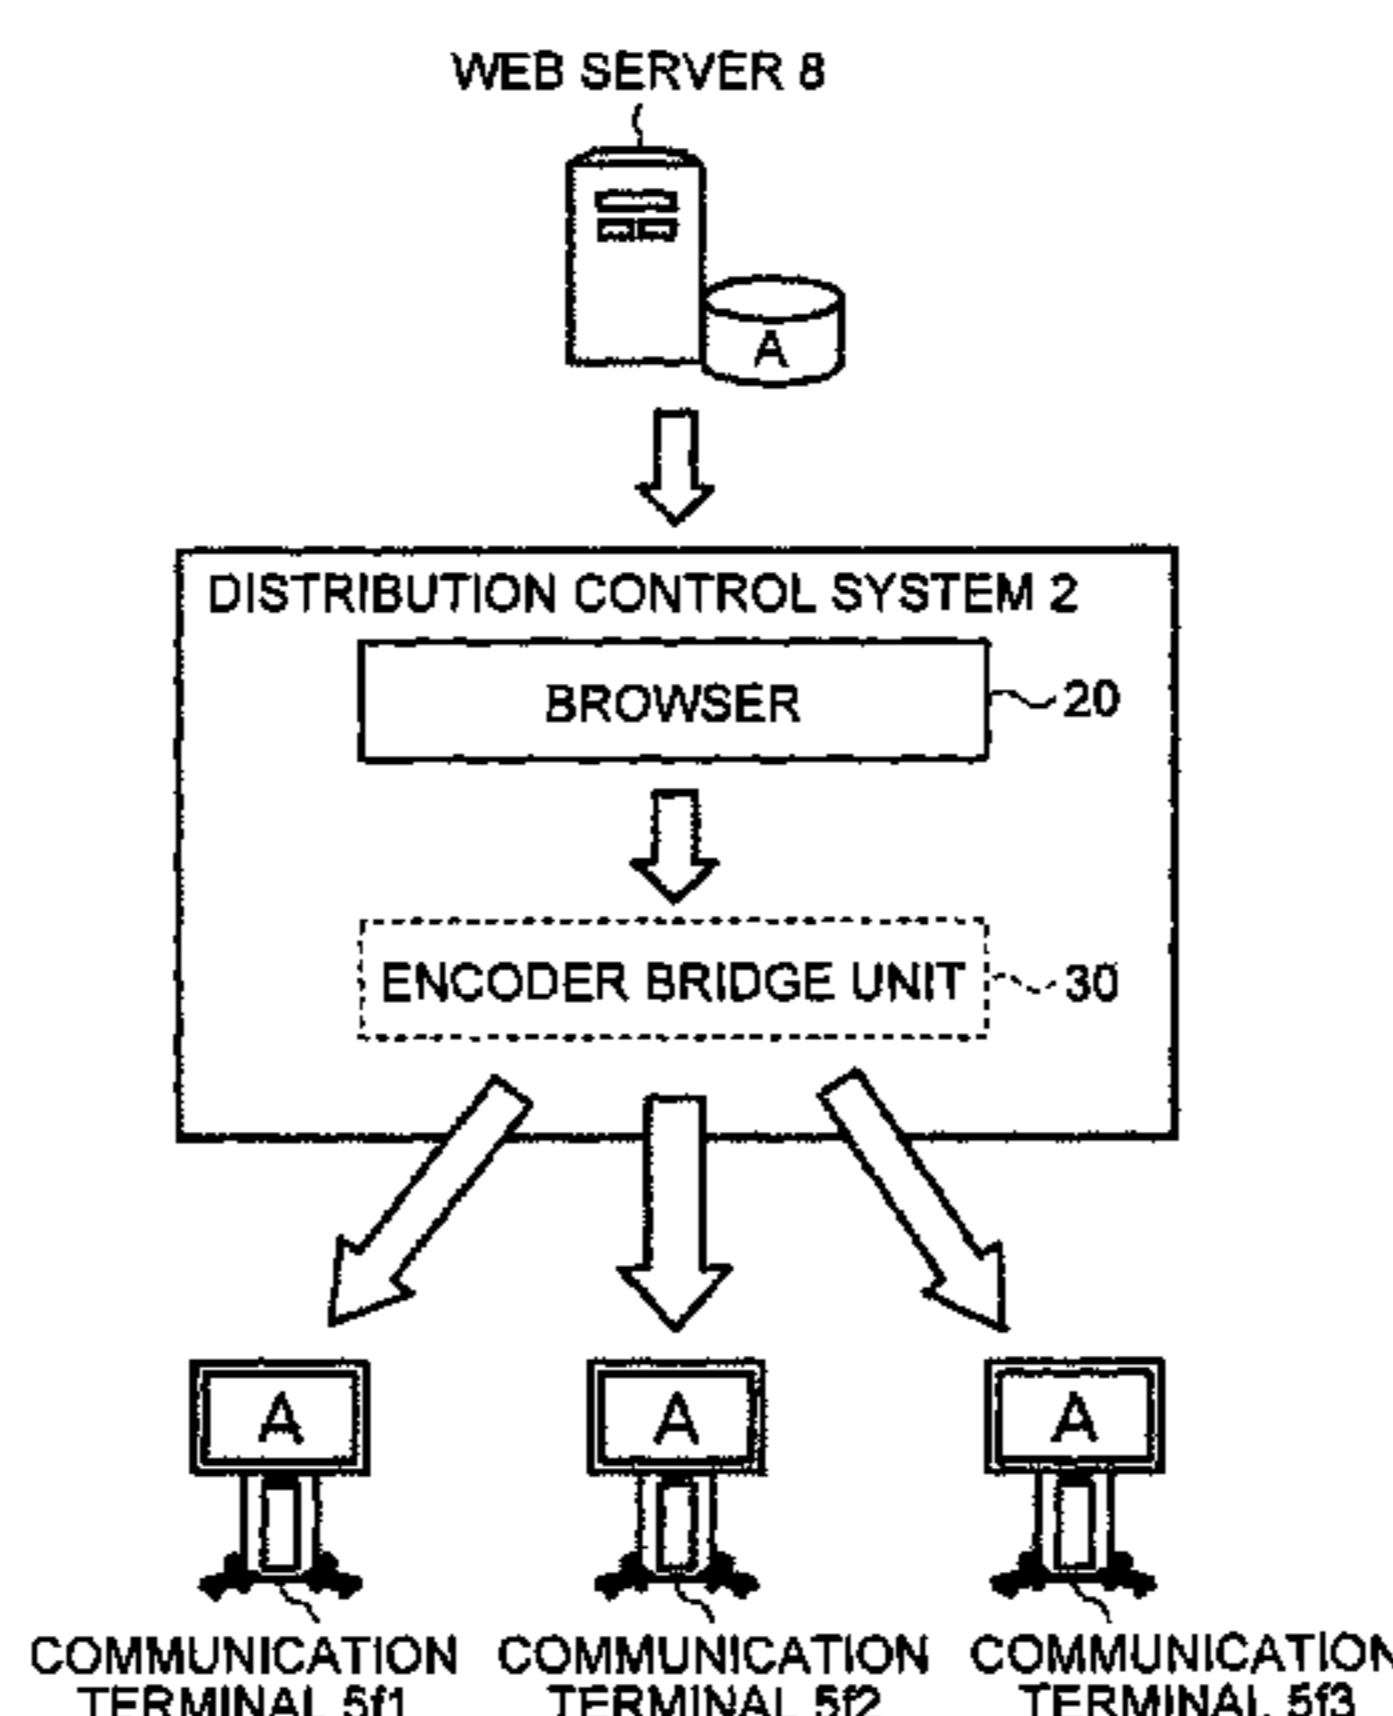 WEB SERVER 8
A
DISTRIBUTION CONTROL SYSTEM 2
BROWSER
20
ENCODER BRIDGE UNIT
30
A A A
COMMUNICATION COMMUNICATION COMMUNICATION
TERMINAL 5f1 TERMINAL 5f2 TERMINAL 5f3